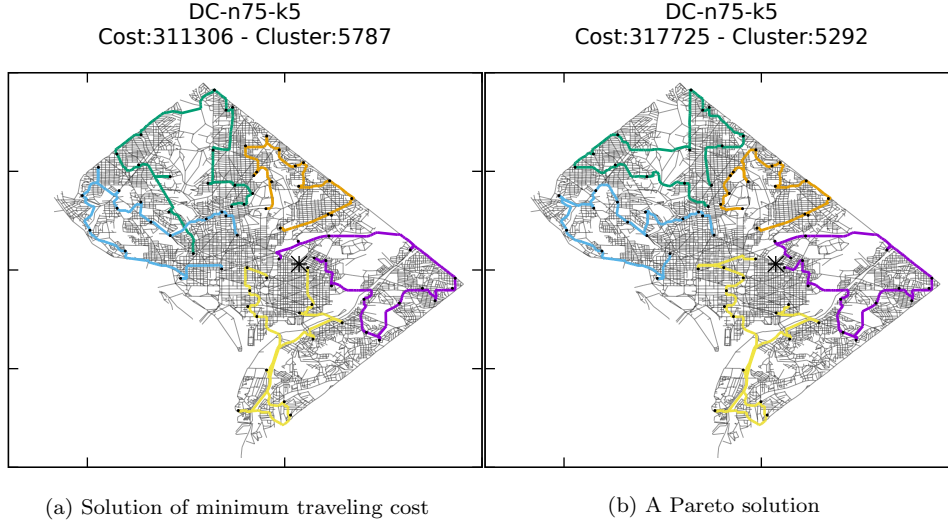 DC-n75-k5
Cost:311306 - Cluster:5787
DC-n75-k5
Cost:317725 - Cluster:5292
(a) Solution of minimum traveling cost
(b) A Pareto solution